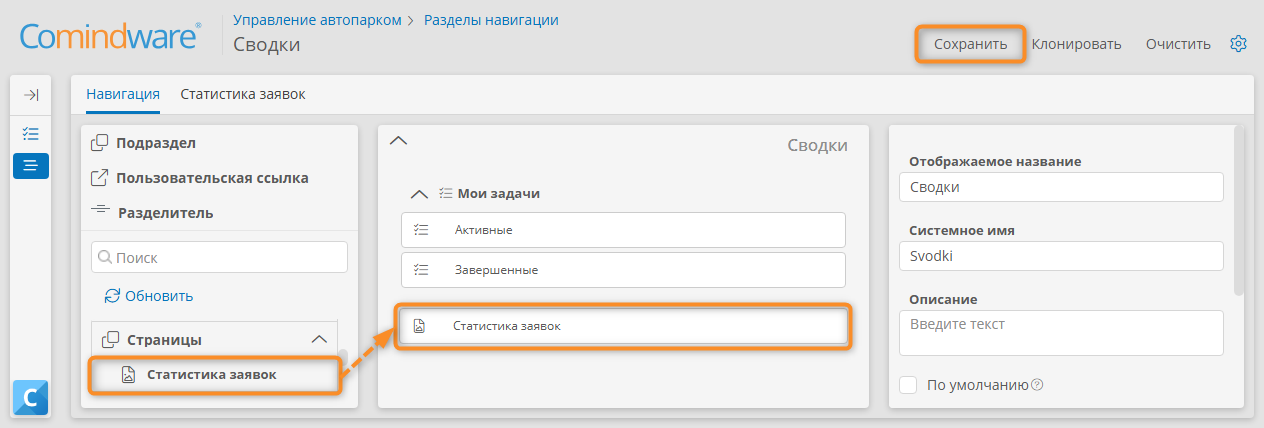 Comindware®
Управление автопарком > Разделы навигации
Сводки
Сохранить Клонировать Очистить
Навигация Статистика заявок
Подраздел
Пользовательская ссылка
Разделитель
Поиск
Обновить
Страницы
Статистика заявок
Сводки
Мои задачи
Активные
Завершенные
Статистика заявок
Отображаемое название
Сводки
Системное имя
Svodki
Описание
Введите текст
По умолчанию ?
C